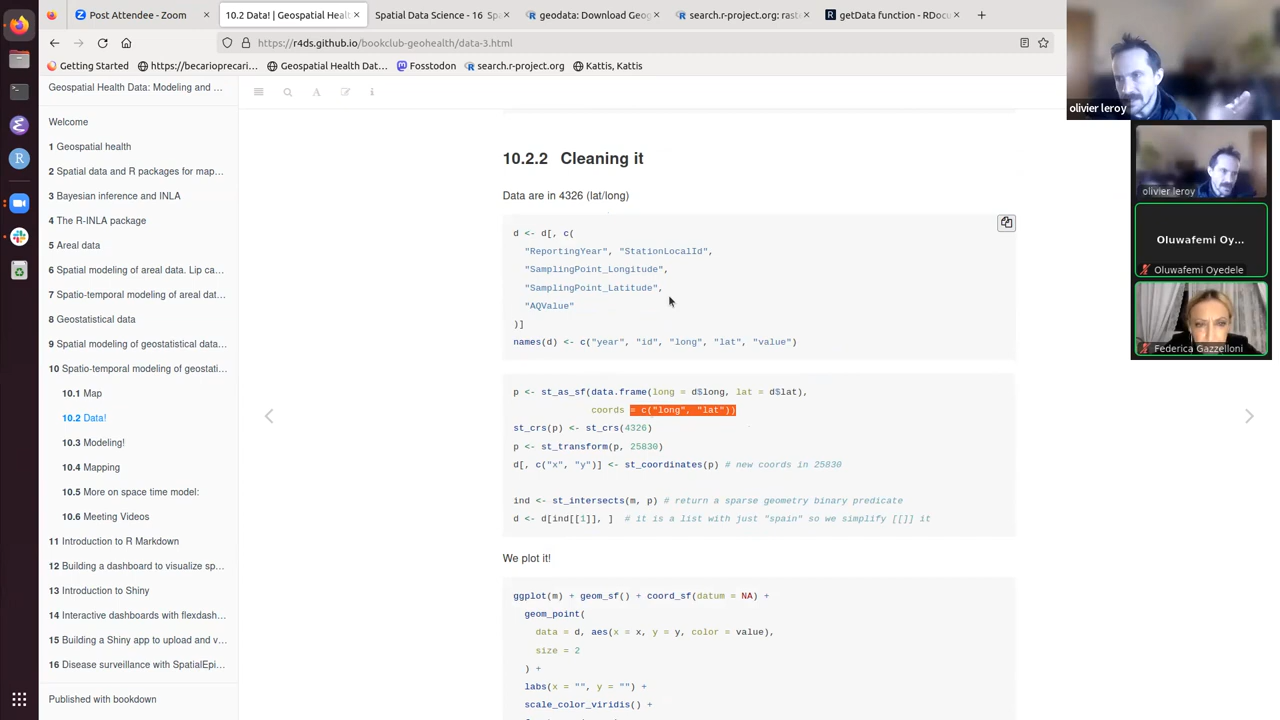 Post Attendee - Zoom
10.2 Data! | Geospatial Heal
Spatial Data Science - 16 Sp
geodata: Download Geog
search.r-project.org: rast
getData function - RDocu
https://r4ds.github.io/bookclub-geohealth/data-3.html
Getting Started
https://becarioprecari...
Geospatial Health Dat...
Fosstodon
search.r-project.org
Kattis, Kattis
Geospatial Health Data: Modeling and ...
Welcome
1 Geospatial health
2 Spatial data and R packages for map...
3 Bayesian inference and INLA
4 The R-INLA package
5 Areal data
6 Spatial modeling of areal data. Lip ca...
7 Spatio-temporal modeling of areal dat...
8 Geostatistical data
9 Spatial modeling of geostatistical data...
10 Spatio-temporal modeling of geostati...
10.1 Map
10.2 Data!
10.3 Modeling!
10.4 Mapping
10.5 More on space time model:
10.6 Meeting Videos
11 Introduction to R Markdown
12 Building a dashboard to visualize sp...
13 Introduction to Shiny
14 Interactive dashboards with flexdash...
15 Building a Shiny app to upload and v...
16 Disease surveillance with SpatialEpi...
Published with bookdown
10.2.2 Cleaning it
Data are in 4326 (lat/long)
d <- d[, c(
"ReportingYear", "StationLocalId",
"SamplingPoint_Longitude",
"SamplingPoint_Latitude",
"AQValue"
)]
names(d) <- c("year", "id", "long", "lat", "value")
p <- st_as_sf(data.frame(long = d$long, lat = d$lat),
coords = c("long", "lat"))
st_crs(p) <- st_crs(4326)
p <- st_transform(p, 25830)
d[, c("x", "y")] <- st_coordinates(p) # new coords in 25830
ind <- st_intersects(m, p) # return a sparse geometry binary predicate
d <- d[ind[[1]], ] # it is a list with just "spain" so we simplify [[]] it
We plot it!
ggplot(m) + geom_sf() + coord_sf(datum = NA) +
geom_point(
data = d, aes(x = x, y = y, color = value),
size = 2
) +
labs(x = "", y = "") +
scale_color_viridis() +
olivier leroy
olivier leroy
Oluwafemi Oy...
Oluwafemi Oyedele
Federica Gazzelloni